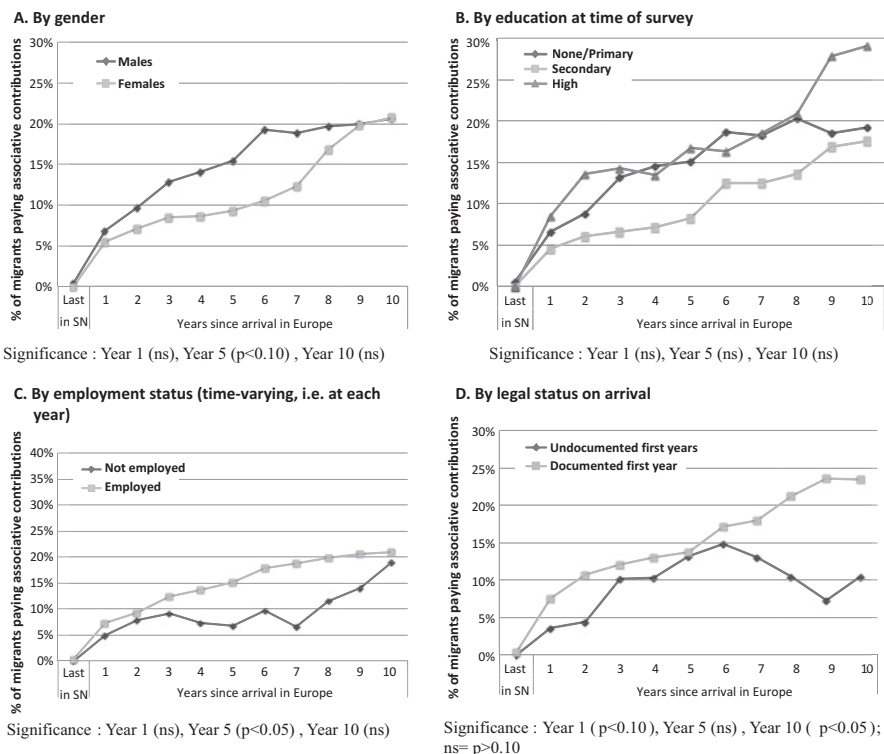 A. By gender
% of migrants paying associative contributions
30%
25%
20%
15%
10%
5%
0%
Males
Females
Last in SN
1 2 3 4 5 6 7 8 9 10
Years since arrival in Europe
Significance : Year 1 (ns), Year 5 (p<0.10) , Year 10 (ns)
B. By education at time of survey
% of migrants paying associative contributions
30%
25%
20%
15%
10%
5%
0%
None/Primary
Secondary
High
Last in SN
1 2 3 4 5 6 7 8 9 10
Years since arrival in Europe
Significance : Year 1 (ns), Year 5 (ns) , Year 10 (ns)
C. By employment status (time-varying, i.e. at each
year)
% of migrants paying associative contributions
40%
35%
30%
25%
20%
15%
10%
5%
0%
Not employed
Employed
Last in SN
1 2 3 4 5 6 7 8 9 10
Years since arrival in Europe
Significance : Year 1 (ns), Year 5 (p<0.05) , Year 10 (ns)
D. By legal status on arrival
% of migrants paying associative contributions
30%
25%
20%
15%
10%
5%
0%
Undocumented first years
Documented first year
Last in SN
1 2 3 4 5 6 7 8 9 10
Years since arrival in Europe
Significance : Year 1 ( p<0.10), Year 5 (ns) , Year 10 ( p<0.05);
ns= p>0.10